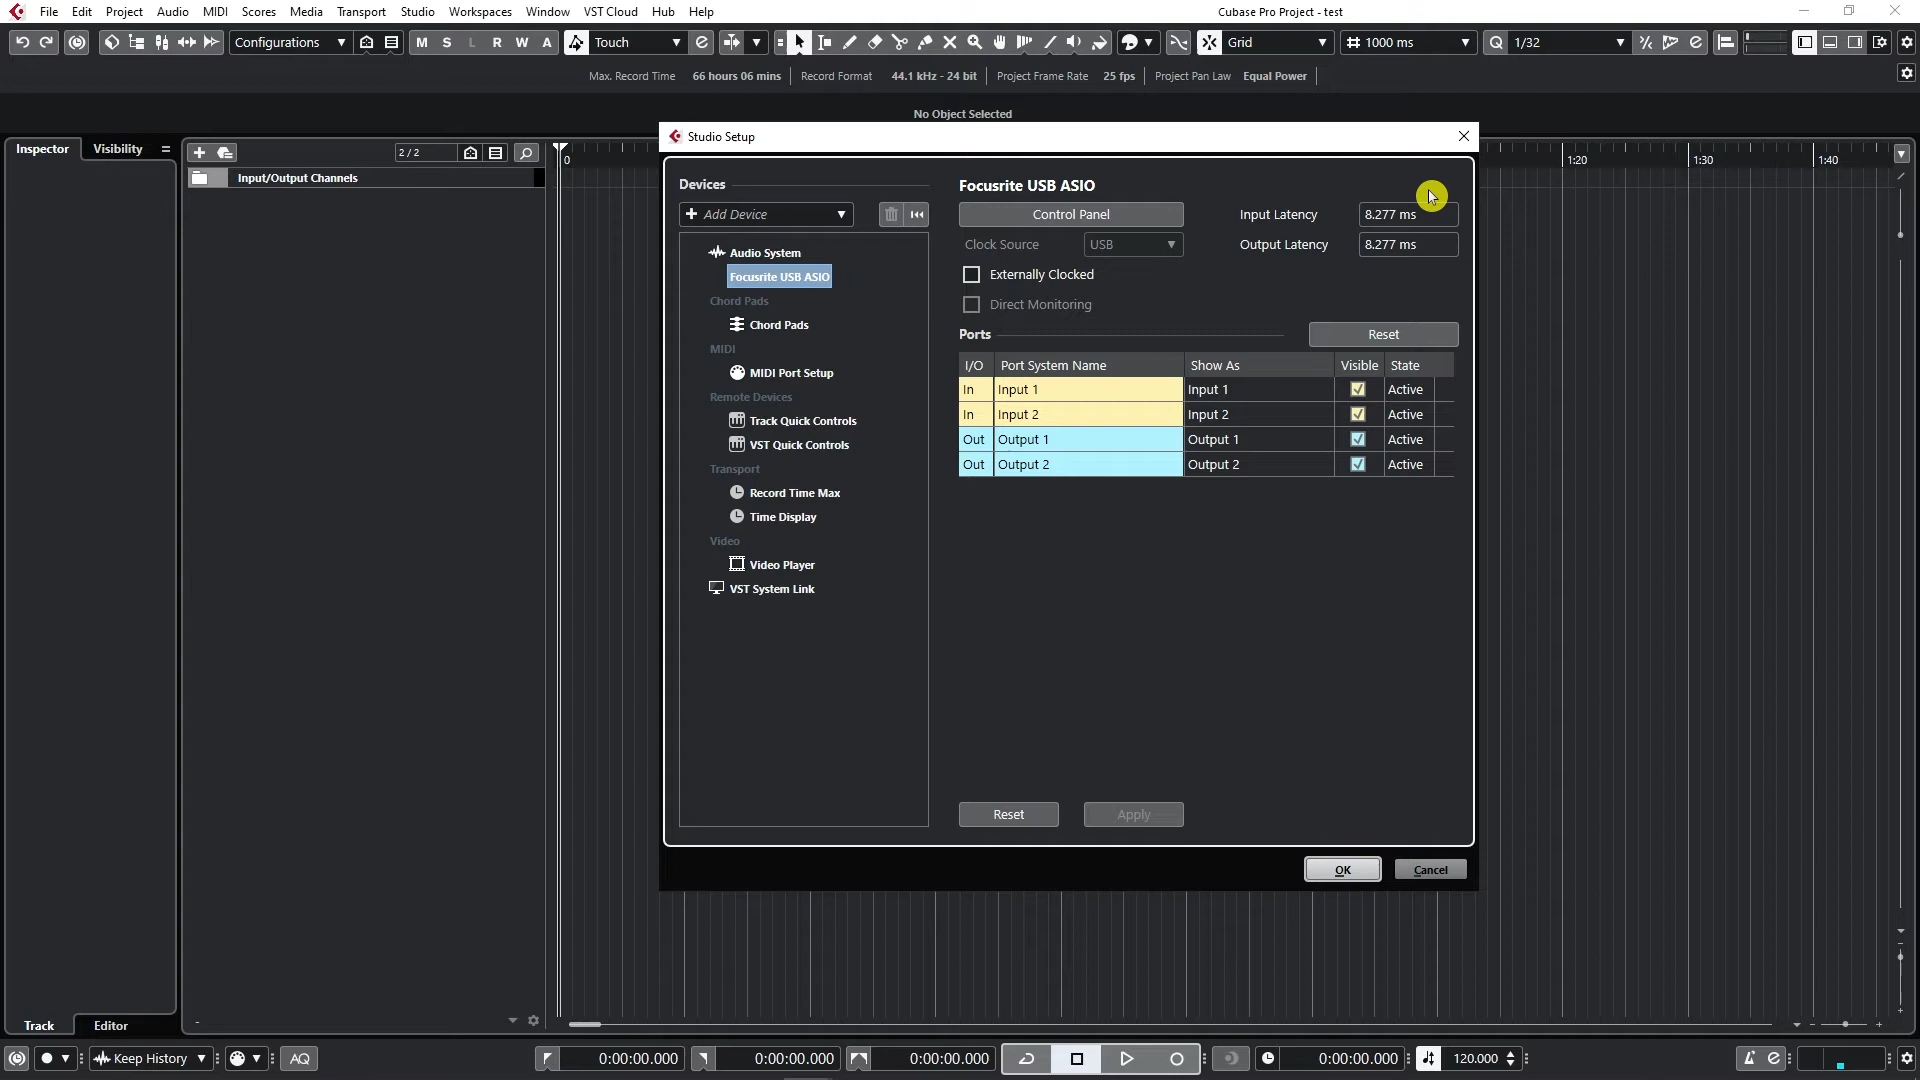 File Edit Project Audio MIDI Scores Media Transport Studio Workspaces Window VST Cloud Hub Help
Cubase Pro Project - test
Configurations M S L R W A Touch Grid 1000 ms Q 1/32
Max. Record Time 66 hours 06 mins Record Format 44.1 kHz - 24 bit Project Frame Rate 25 fps Project Pan Law Equal Power
No Object Selected
Inspector Visibility
2 / 2
Input/Output Channels
0
1:20 1:30 1:40
Studio Setup
Devices
Add Device
Audio System
Focusrite USB ASIO
Chord Pads
Chord Pads
MIDI
MIDI Port Setup
Remote Devices
Track Quick Controls
VST Quick Controls
Transport
Record Time Max
Time Display
Video
Video Player
VST System Link
Focusrite USB ASIO
Control Panel Input Latency 8.277 ms
Clock Source USB Output Latency 8.277 ms
Externally Clocked
Direct Monitoring
Ports Reset
I/O Port System Name Show As Visible State
In Input 1 Input 1 Active
In Input 2 Input 2 Active
Out Output 1 Output 1 Active
Out Output 2 Output 2 Active
Reset Apply
OK Cancel
Track Editor
Keep History AQ 0:00:00.000 0:00:00.000 0:00:00.000 0:00:00.000 120.000